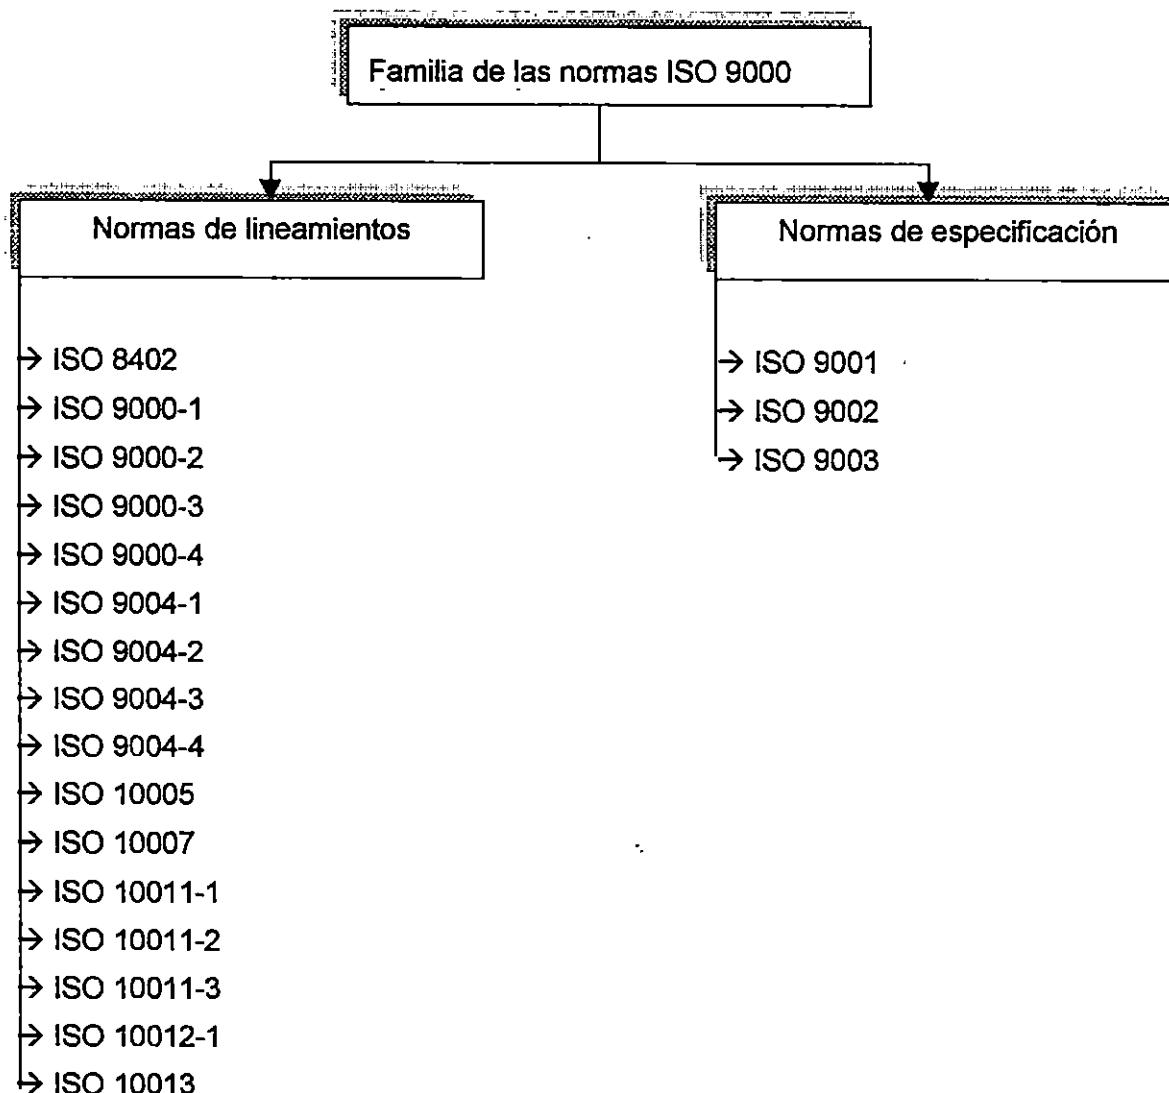 Familia de las normas ISO 9000
Normas de lineamientos
→ ISO 8402
→ ISO 9000-1
→ ISO 9000-2
→ ISO 9000-3
→ ISO 9000-4
→ ISO 9004-1
→ ISO 9004-2
→ ISO 9004-3
→ ISO 9004-4
→ ISO 10005
→ ISO 10007
→ ISO 10011-1
→ ISO 10011-2
→ ISO 10011-3
→ ISO 10012-1
→ ISO 10013
Normas de especificación
→ ISO 9001
→ ISO 9002
→ ISO 9003